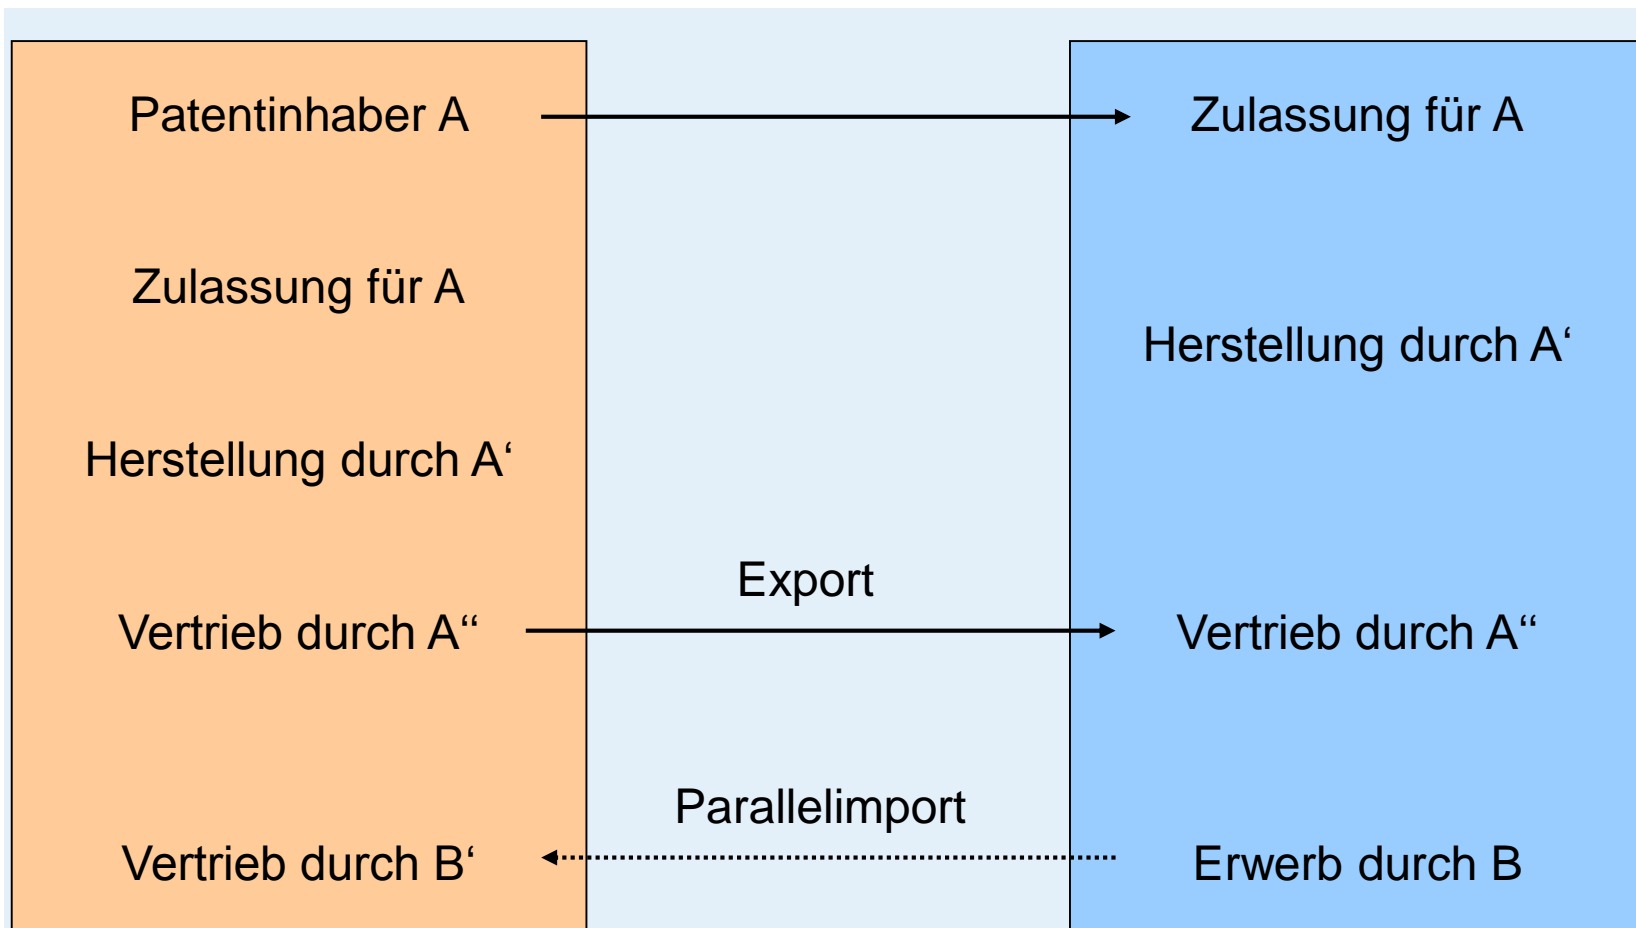 Patentinhaber A
Zulassung für A
Zulassung für A
Herstellung durch A‘
Herstellung durch A‘
Export
Vertrieb durch A‘‘
Vertrieb durch A‘‘
Parallelimport
Vertrieb durch B‘
Erwerb durch B